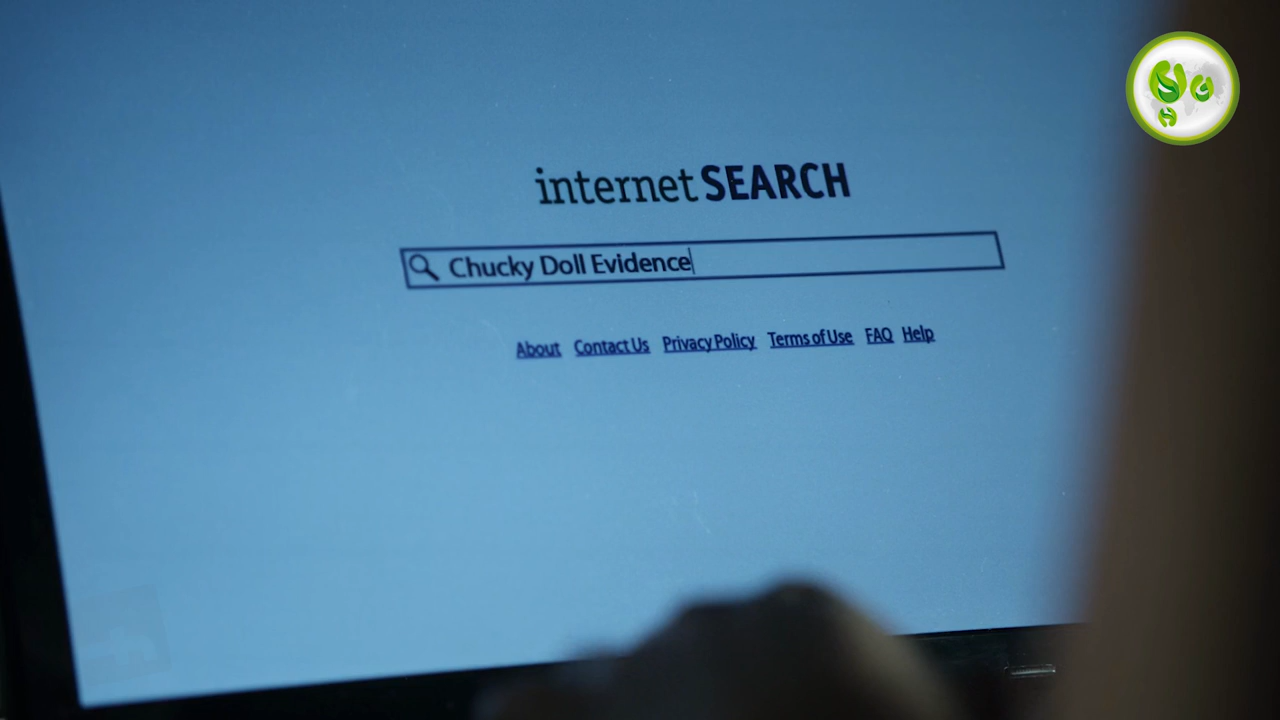 internet SEARCH
Chucky Doll Evidence
About Contact Us Privacy Policy Terms of Use FAQ Help